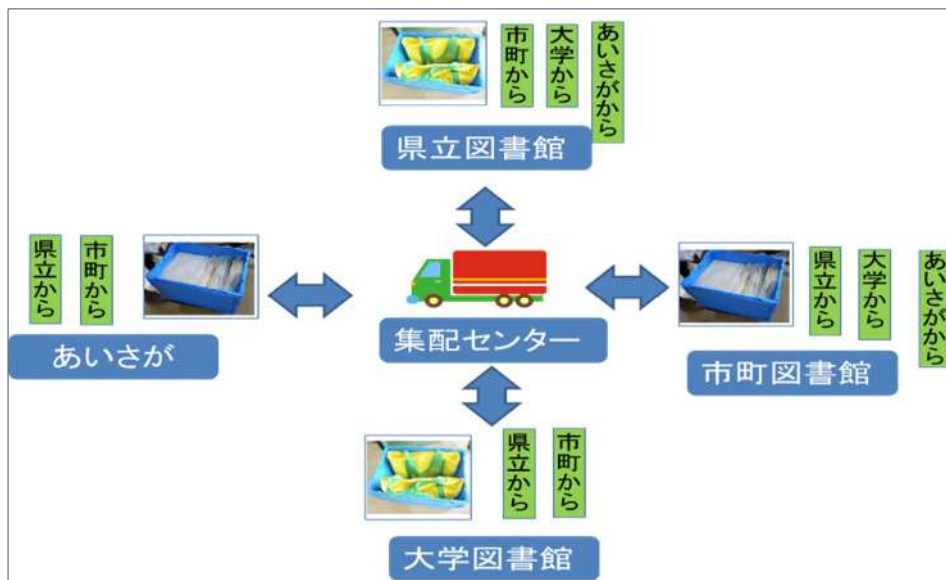 市町から
大学から
あいさがから
県立図書館
県立から
市町から
あいさが
集配センター
県立から
大学から
あいさがから
市町図書館
県立から
市町から
大学図書館